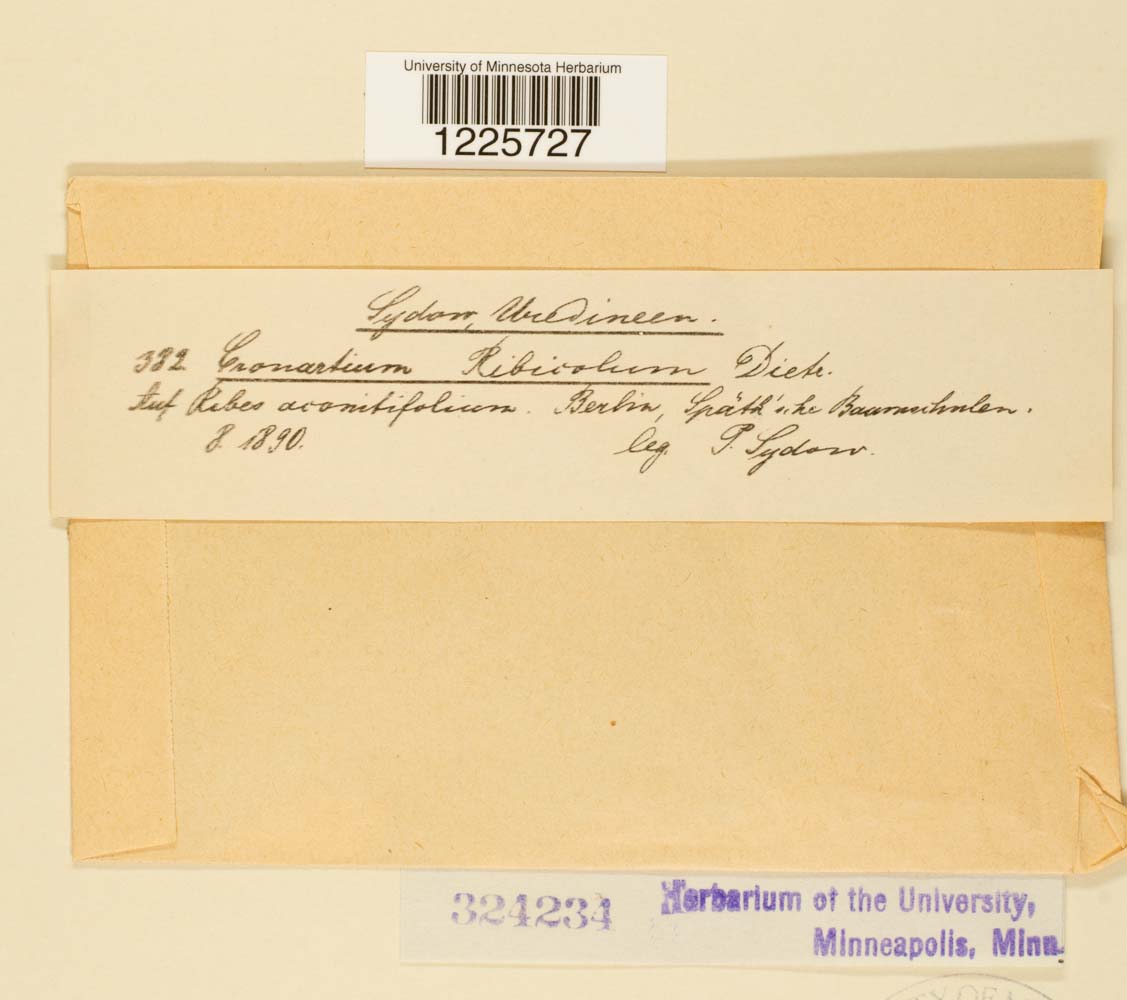 University of Minnesota Herbarium
1225727
Sydow, Uredineen.
382 Cronartium Ribicolum Dietr.
Auf Ribes aconitifolium. Berlin, Späth'sche Baumschulen.
8. 1890. leg. P. Sydow.
324234 Herbarium of the University,
Minneapolis, Minn.